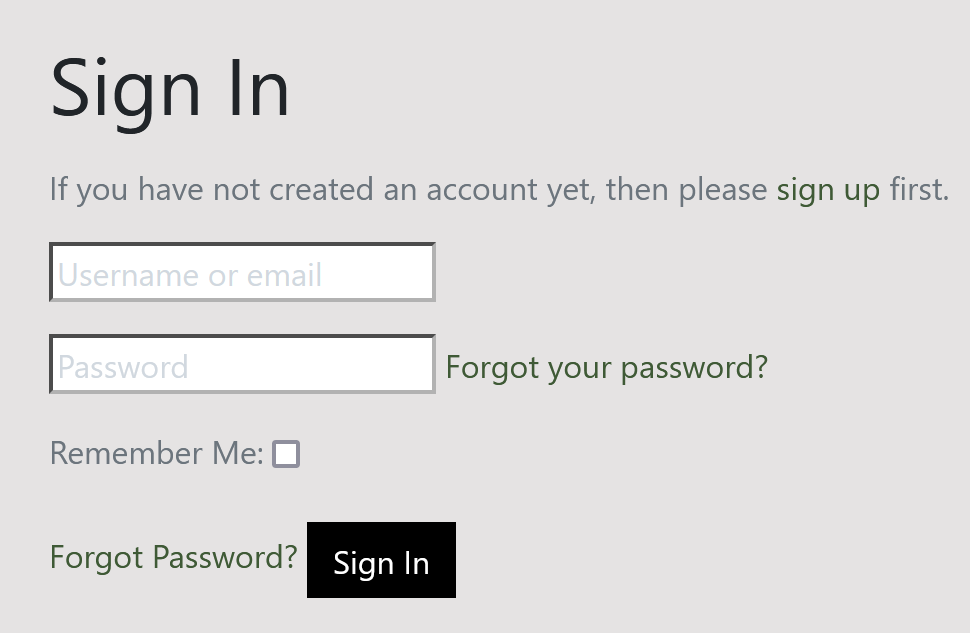 Sign In
If you have not created an account yet, then please sign up first.
Username or email
Password Forgot your password?
Remember Me:
Forgot Password? Sign In